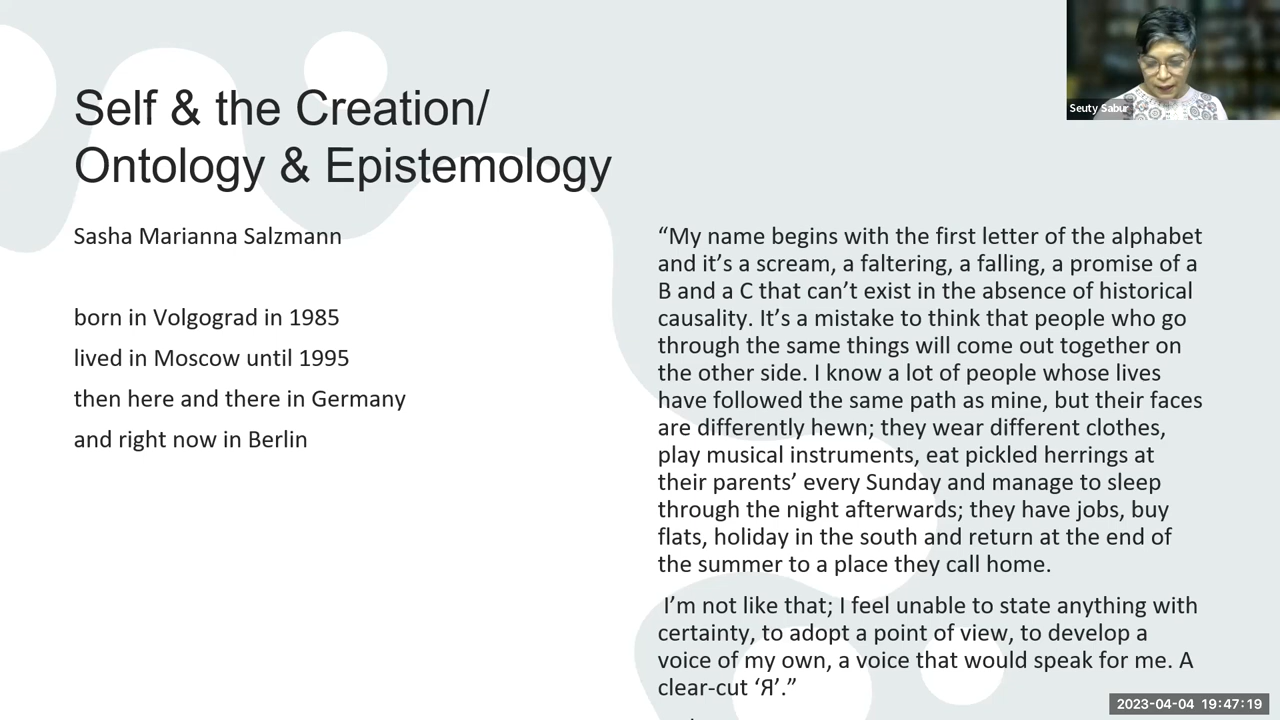 Self & the Creation/
Ontology & Epistemology
Seuty Sabur
Sasha Marianna Salzmann
born in Volgograd in 1985
lived in Moscow until 1995
then here and there in Germany
and right now in Berlin
“My name begins with the first letter of the alphabet
and it’s a scream, a faltering, a falling, a promise of a
B and a C that can’t exist in the absence of historical
causality. It’s a mistake to think that people who go
through the same things will come out together on
the other side. I know a lot of people whose lives
have followed the same path as mine, but their faces
are differently hewn; they wear different clothes,
play musical instruments, eat pickled herrings at
their parents’ every Sunday and manage to sleep
through the night afterwards; they have jobs, buy
flats, holiday in the south and return at the end of
the summer to a place they call home.
I’m not like that; I feel unable to state anything with
certainty, to adopt a point of view, to develop a
voice of my own, a voice that would speak for me. A
clear-cut ‘Я’.”
2023-04-04 19:47:19